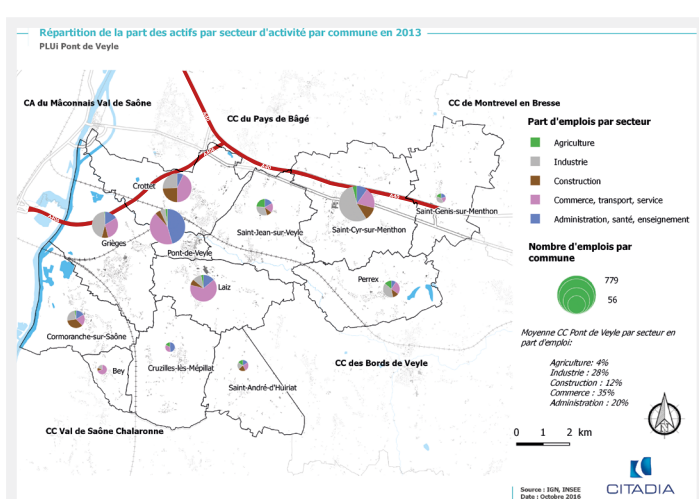 Répartition de la part des actifs par secteur d'activité par commune en 2013
PLUi Pont de Veyle
CA du Mâconnais Val de Saône
CC du Pays de Bâgé
CC de Montrevel en Bresse
Part d'emplois par secteur
Agriculture
Industrie
Construction
Commerce, transport, service
Administration, santé, enseignement
Crottet
Grièges
Pont-de-Veyle
Saint-Jean-sur-Veyle
Saint-Cyr-sur-Menthon
Saint-Genis-sur-Menthon
A40
Nombre d'emplois par
commune
779
56
Laiz
Perrex
Cormoranche-sur-Saône
Bey
Cruzilles-lès-Mépillat
Saint-André-d'Huiriat
CC des Bords de Veyle
CC Val de Saône Chalaronne
Moyenne CC Pont de Veyle par secteur en
part d'emploi:
Agriculture: 4%
Industrie : 28%
Construction : 12%
Commerce : 35%
Administration : 20%
0 1 2 km
N
Source : IGN, INSEE
Date : Octobre 2016
CITADIA